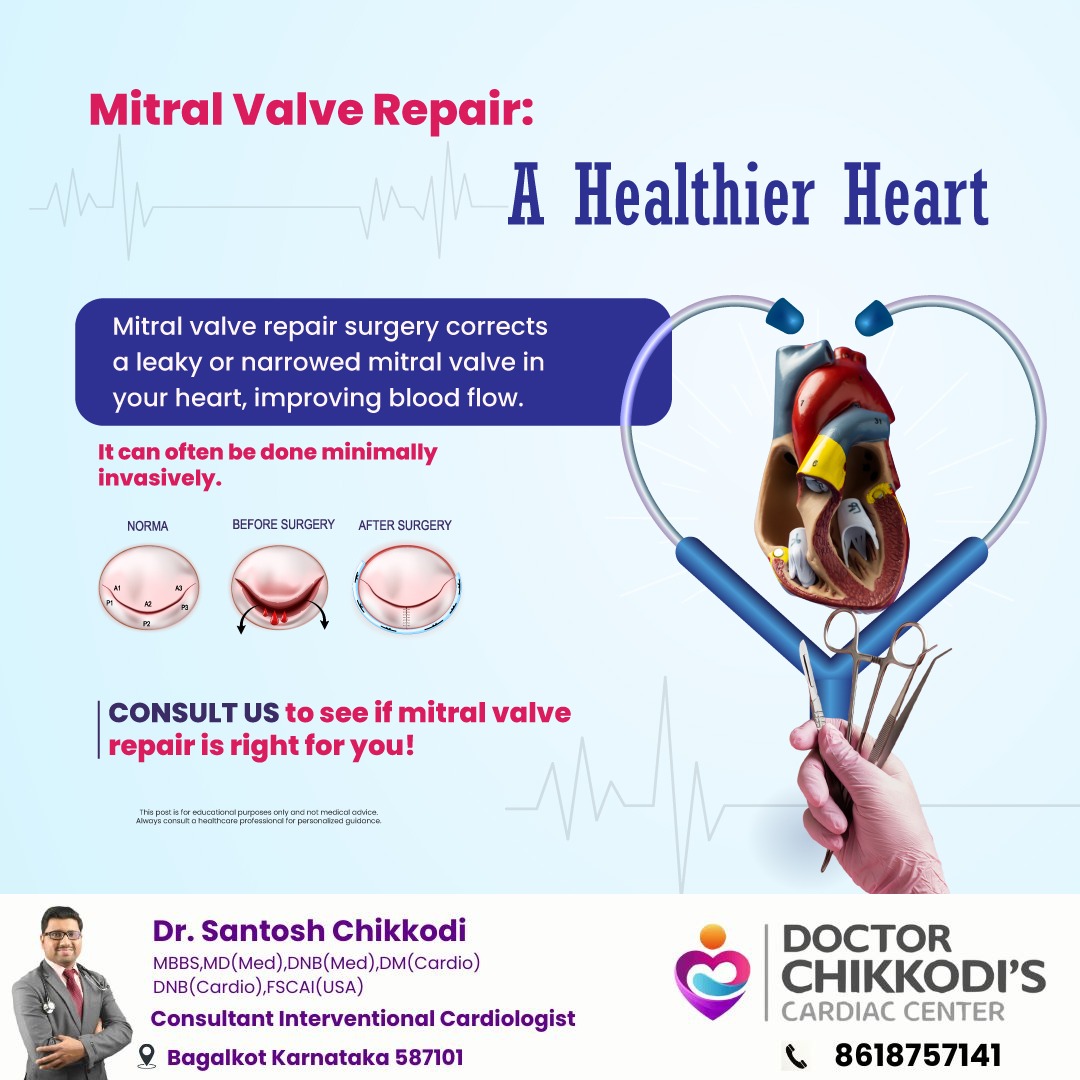 Mitral Valve Repair:
A Healthier Heart
Mitral valve repair surgery corrects
a leaky or narrowed mitral valve in
your heart, improving blood flow.
It can often be done minimally
invasively.
NORMA
BEFORE SURGERY
AFTER SURGERY
A1
A3
P1
A2
P3
P2
CONSULT US to see if mitral valve
repair is right for you!
This post is for educational purposes only and not medical advice.
Always consult a healthcare professional for personalized guidance.
Dr. Santosh Chikkodi
MBBS,MD(Med),DNB(Med),DM(Cardio)
DNB(Cardio),FSCAI(USA)
Consultant Interventional Cardiologist
Bagalkot Karnataka 587101
DOCTOR
CHIKKODI'S
CARDIAC CENTER
8618757141